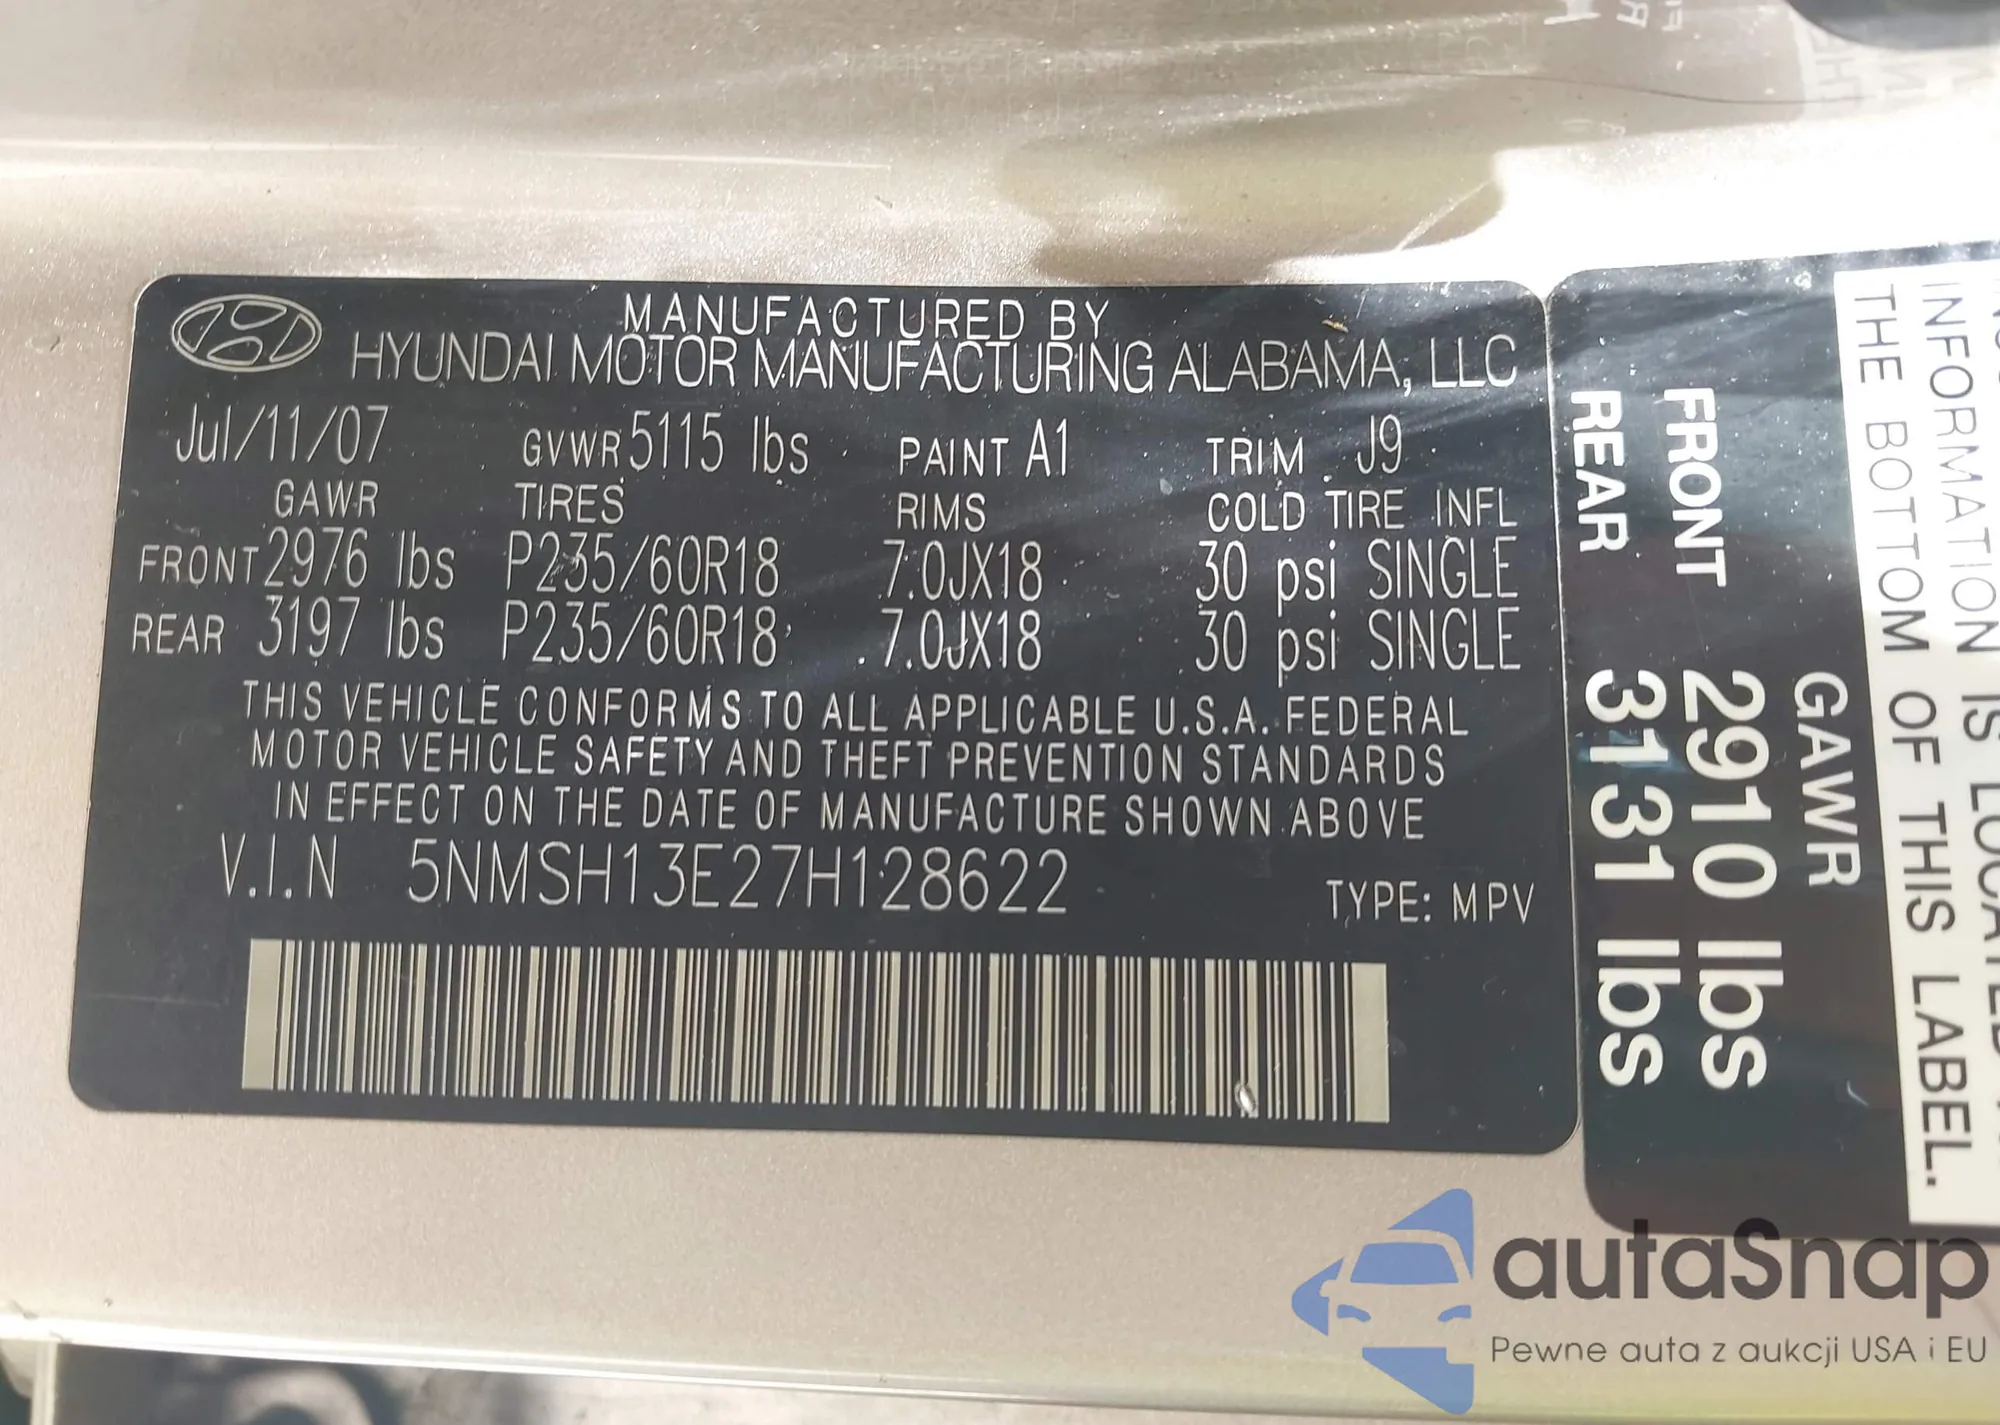 MANUFACTURED BY
HYUNDAI MOTOR MANUFACTURING ALABAMA, LLC
Jul/11/07 GVWR 5115 lbs PAINT A1 TRIM J9
GAWR TIRES RIMS COLD TIRE INFL
FRONT 2976 lbs P235/60R18 7.0JX18 30 psi SINGLE
REAR 3197 lbs P235/60R18 7.0JX18 30 psi SINGLE
THIS VEHICLE CONFORMS TO ALL APPLICABLE U.S.A. FEDERAL
MOTOR VEHICLE SAFETY AND THEFT PREVENTION STANDARDS
IN EFFECT ON THE DATE OF MANUFACTURE SHOWN ABOVE
V.I.N 5NMSH13E27H128622
TYPE: MPV
INFORMATION IS LOCATED
THE BOTTOM OF THIS LABEL.
GAWR
FRONT 2910 lbs
REAR 3131 lbs
autaSnap
Pewne auta z aukcji USA i EU